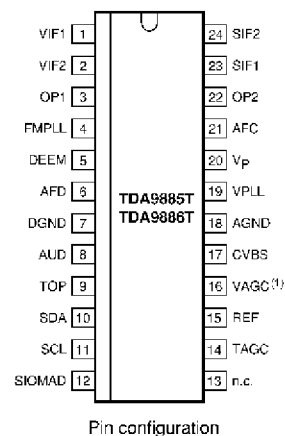 VIF1 1 24 SIF2
VIF2 2 23 SIF1
OP1 3 22 OP2
FMPLL 4 21 AFC
DEEM 5 20 VP
AFD 6 19 VPLL
DGND 7 18 AGND
AUD 8 17 CVBS
TOP 9 16 VAGC(1)
SDA 10 15 REF
SCL 11 14 TAGC
SIOMAD 12 13 n.c.
TDA9885T
TDA9886T
Pin configuration